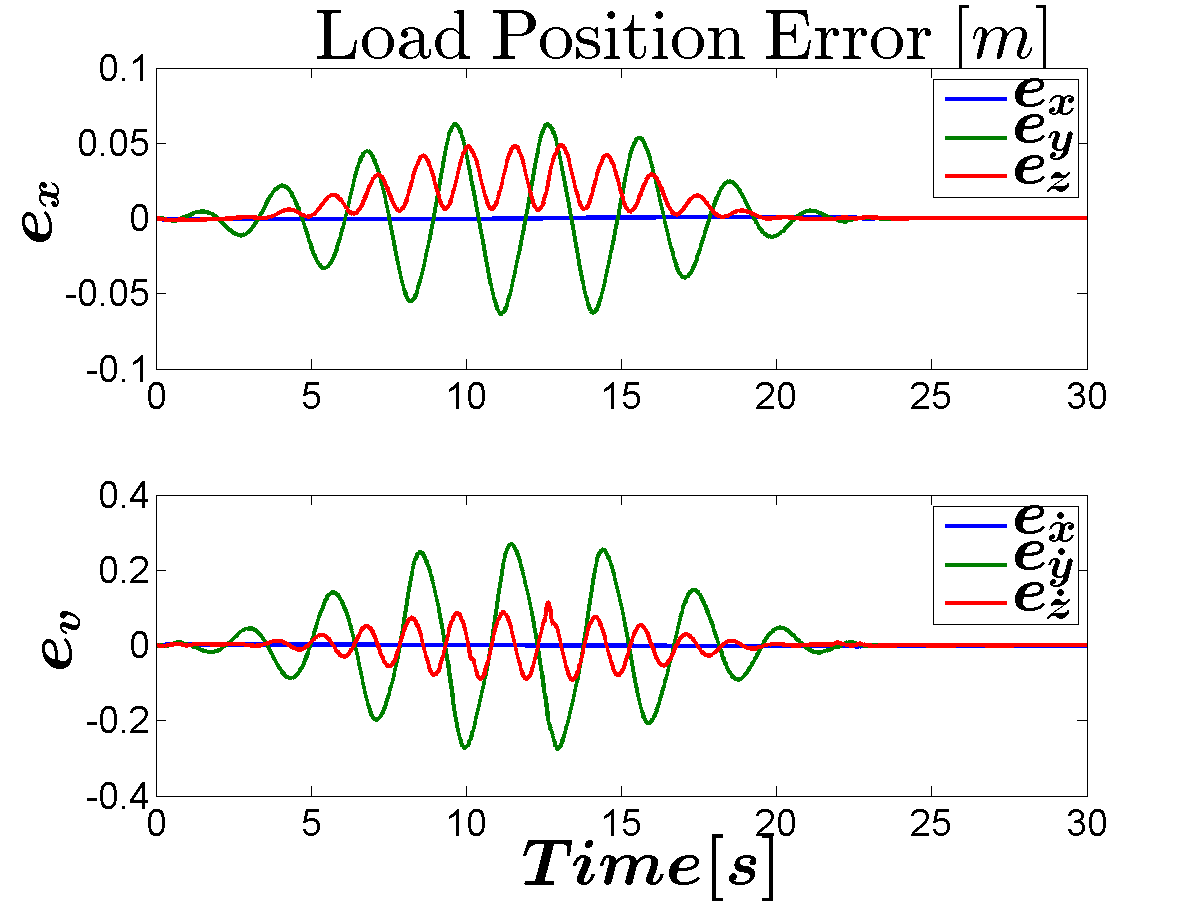 Load Position Error [m]
0.1
0.05
0
-0.05
-0.1
e_x
0 5 10 15 20 25 30
e_x
e_y
e_z
0.4
0.2
0
-0.2
-0.4
e_v
0 5 10 15 20 25 30
e_ẋ
e_ẏ
e_ż
Time[s]